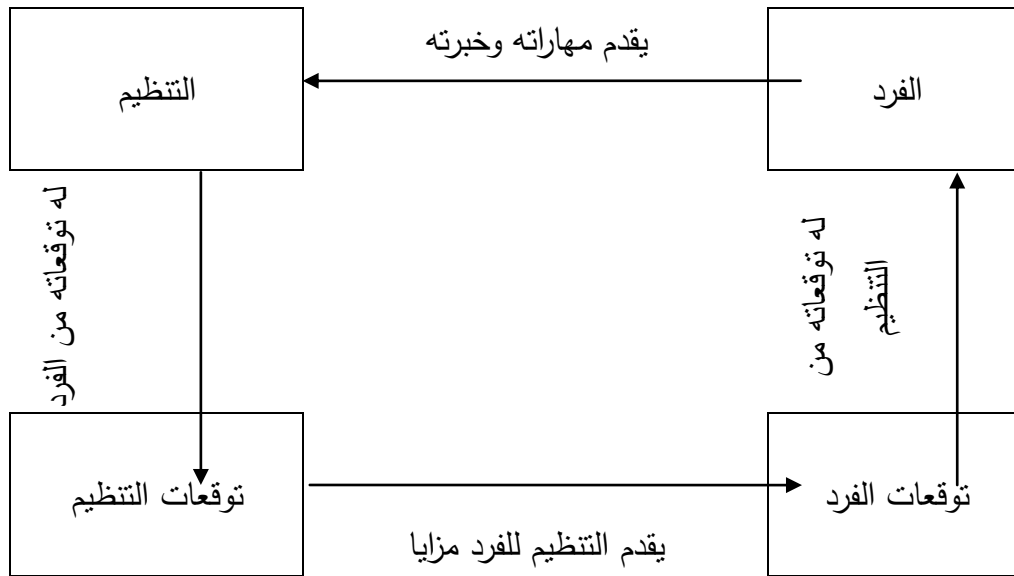 يقدم مهاراته وخبرته
الفرد
التنظيم
له توقعاته من
التنظيم
له توقعاته من الفرد
توقعات الفرد
توقعات التنظيم
يقدم التنظيم للفرد مزايا